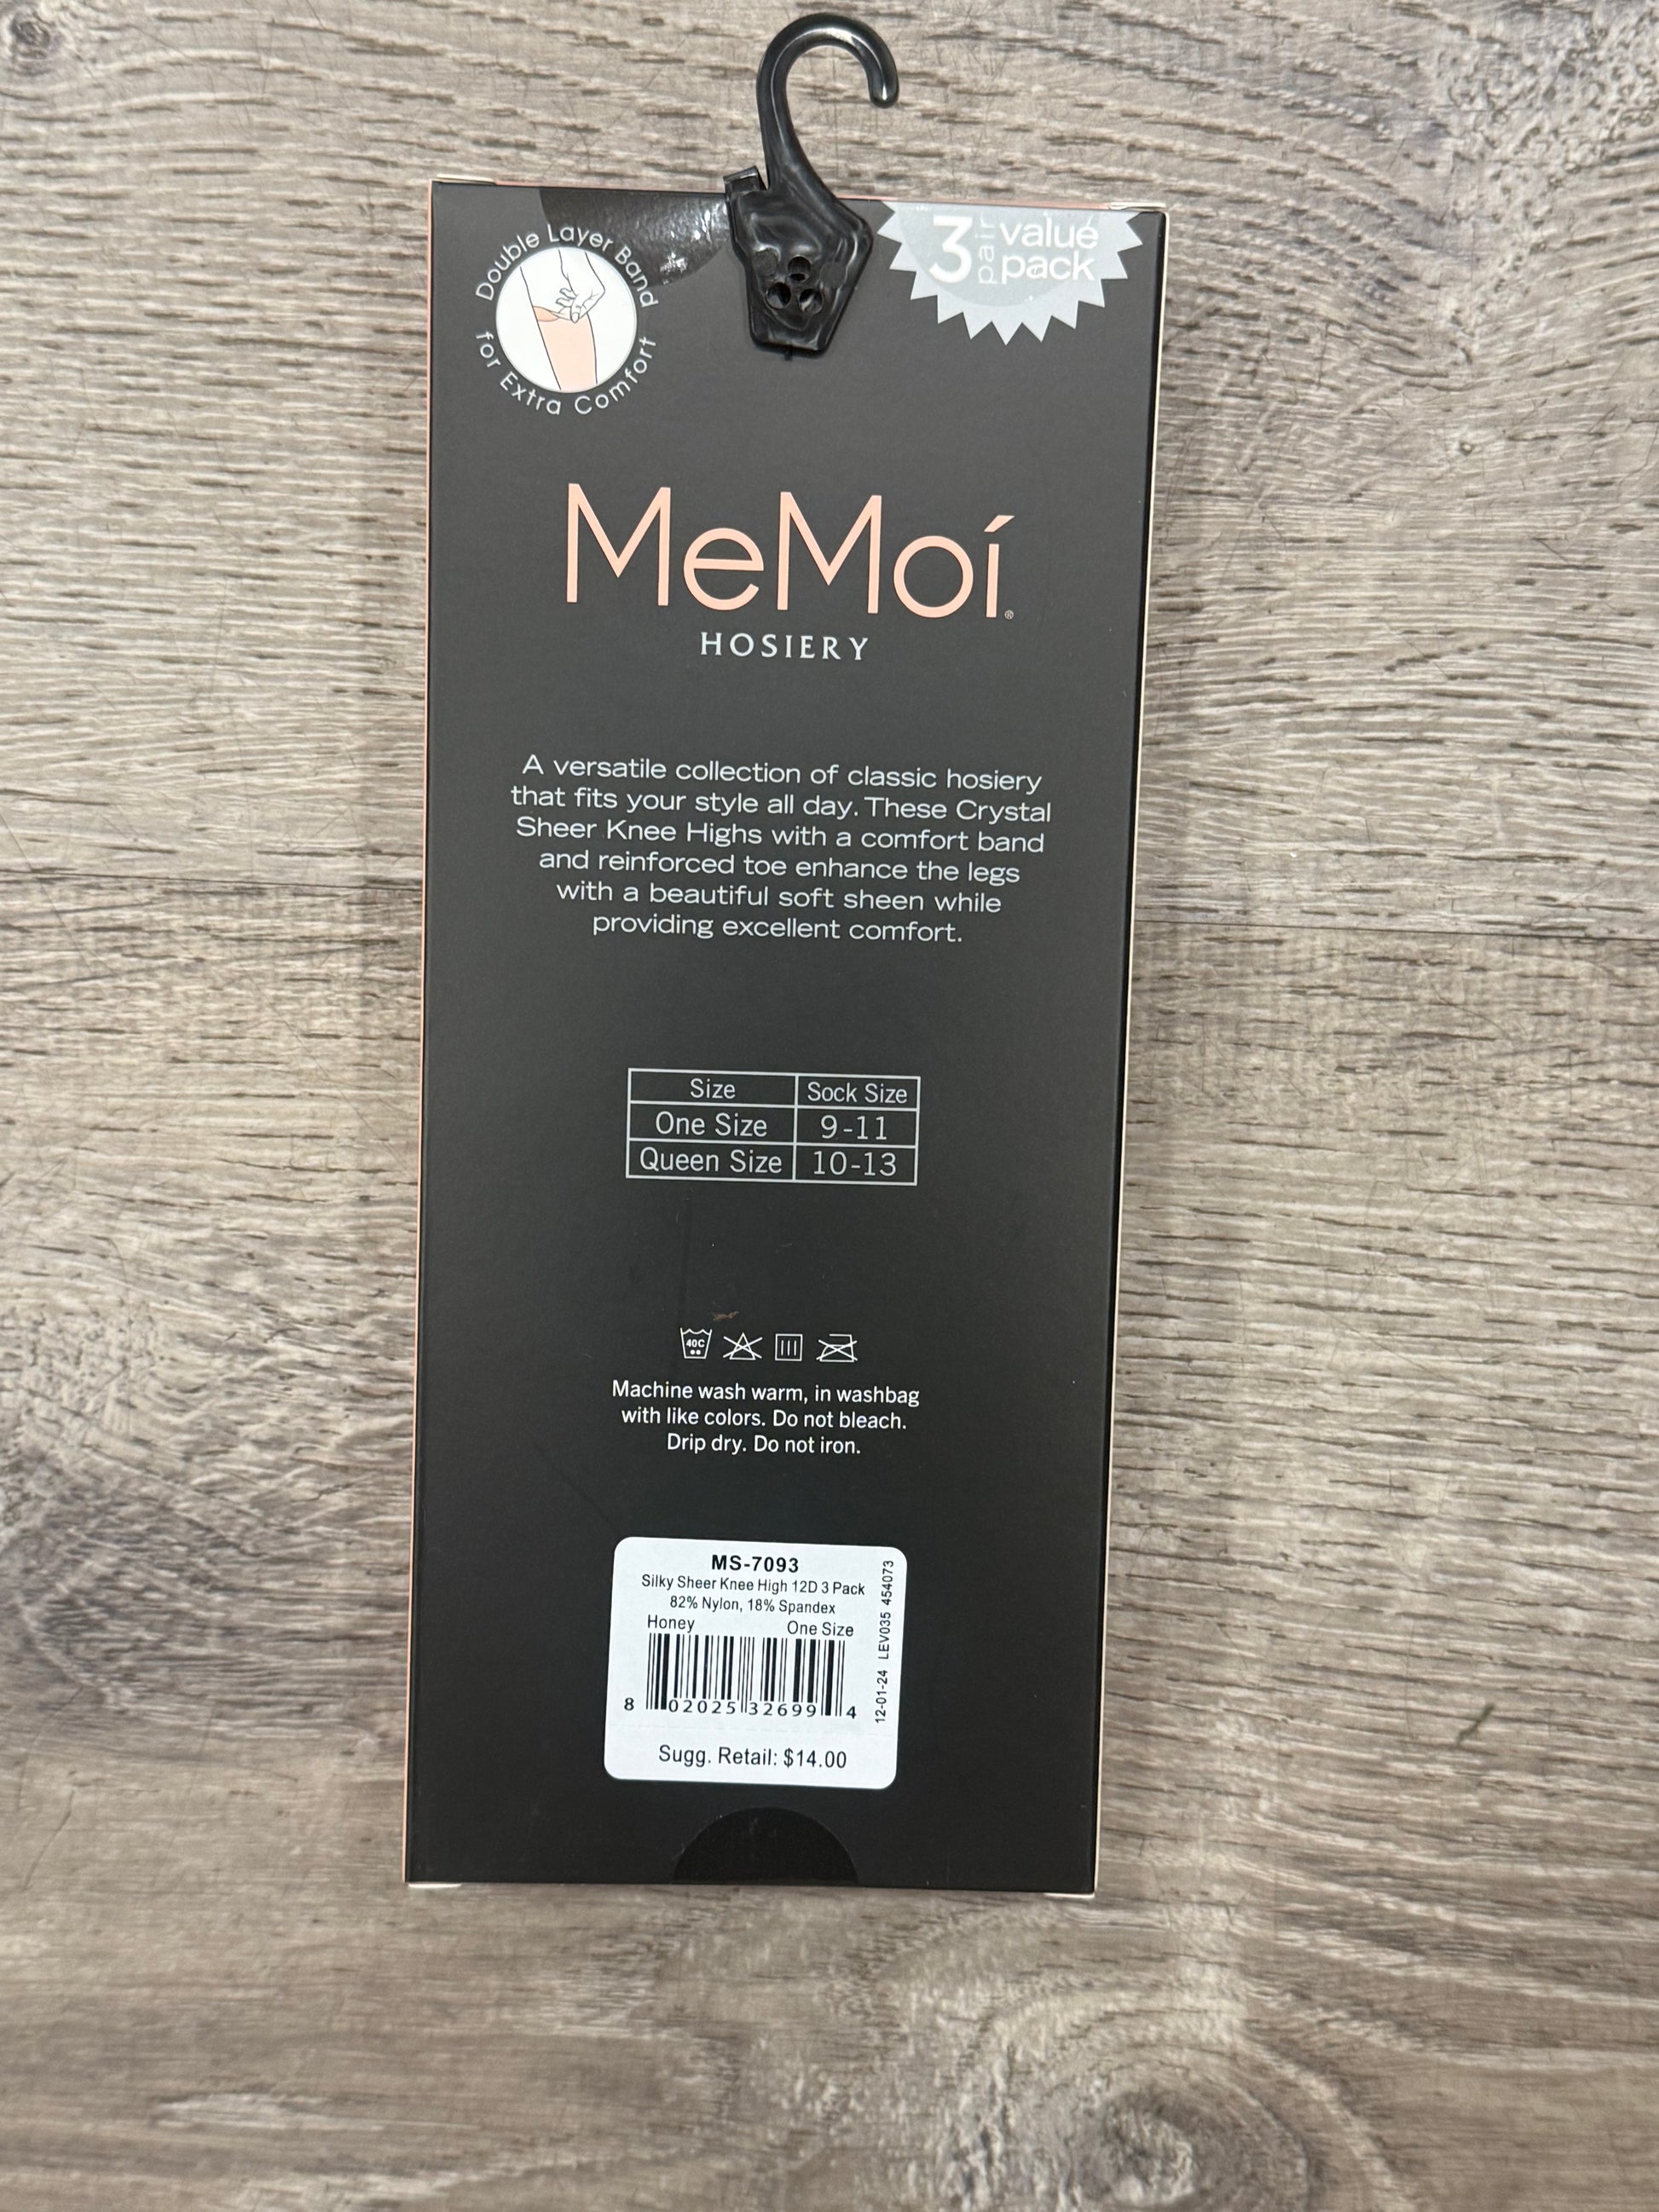 Double Layer Band
for Extra Comfort
3 pair value
pack
MeMoí®
HOSIERY
A versatile collection of classic hosiery
that fits your style all day. These Crystal
Sheer Knee Highs with a comfort band
and reinforced toe enhance the legs
with a beautiful soft sheen while
providing excellent comfort.
Size Sock Size
One Size 9-11
Queen Size 10-13
40C
Machine wash warm, in washbag
with like colors. Do not bleach.
Drip dry. Do not iron.
MS-7093
Silky Sheer Knee High 12D 3 Pack
82% Nylon, 18% Spandex
Honey One Size
8 02025 32699 4
Sugg. Retail: $14.00
12-01-24 LEV035 454073